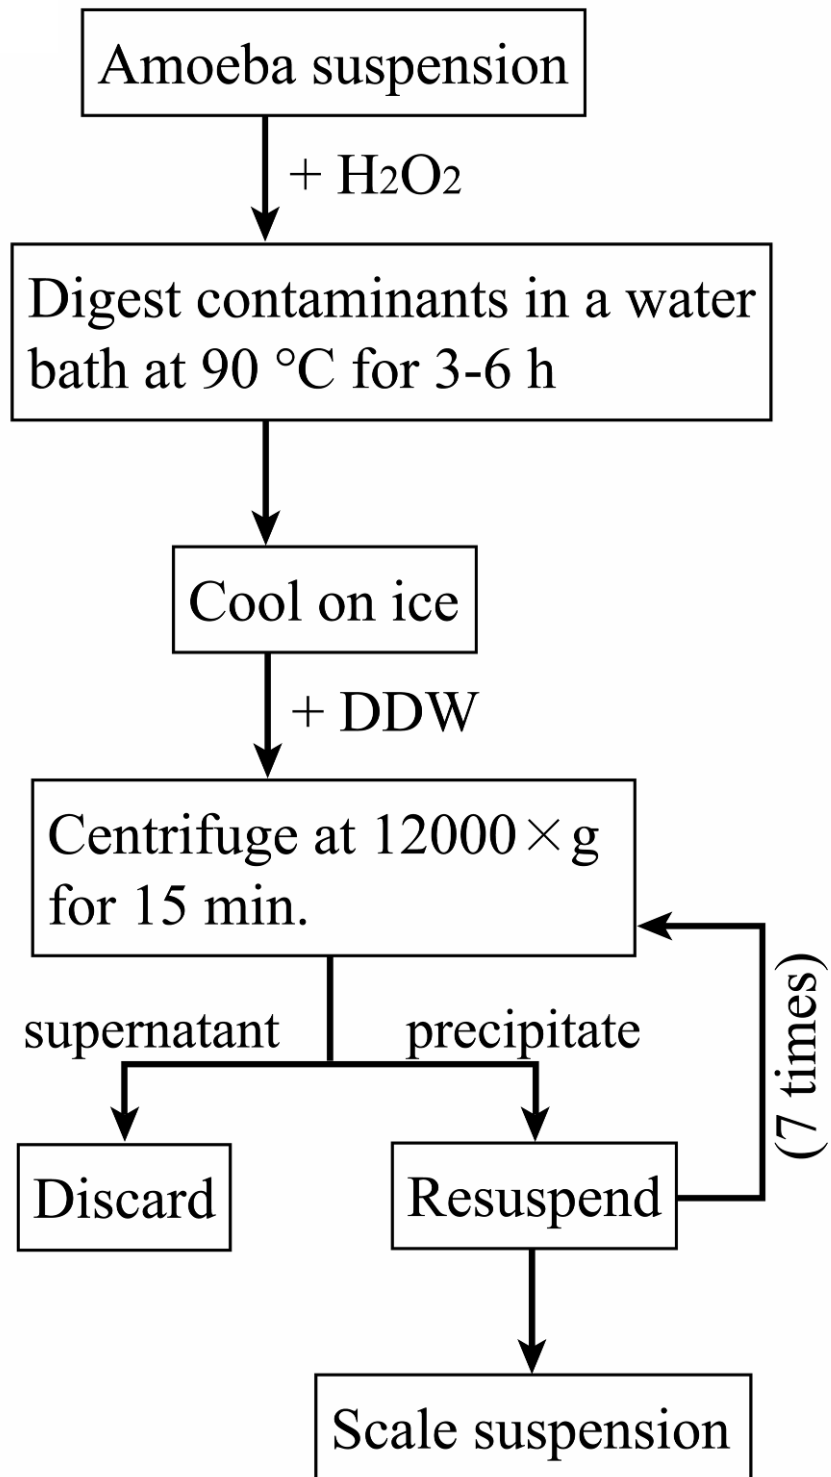 Amoeba suspension
+ H2O2
Digest contaminants in a water
bath at 90 °C for 3-6 h
Cool on ice
+ DDW
Centrifuge at 12000×g
for 15 min.
supernatant
precipitate
(7 times)
Discard
Resuspend
Scale suspension